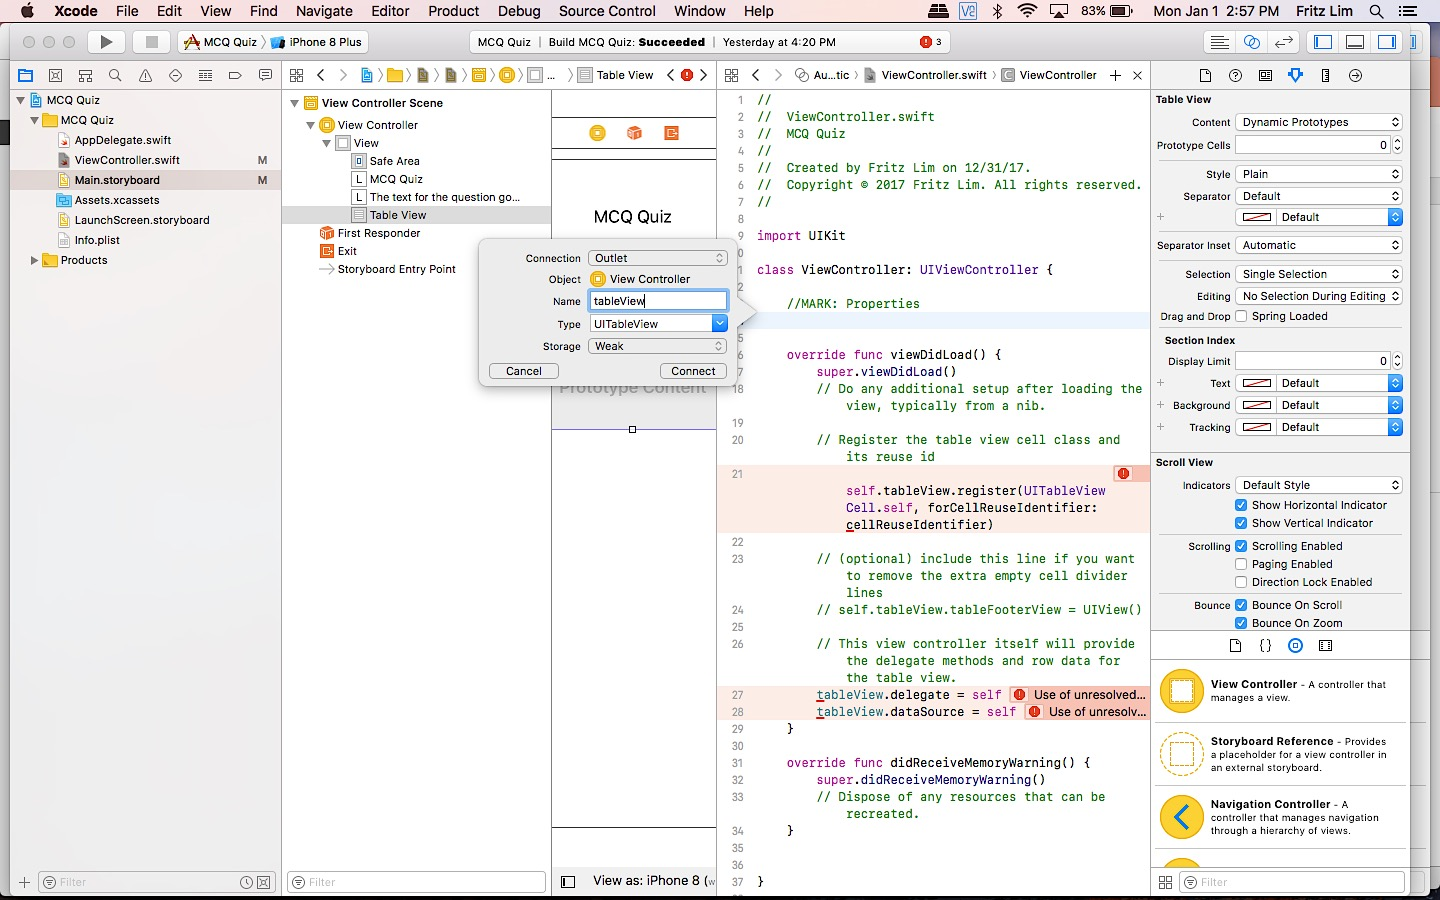 Xcode File Edit View Find Navigate Editor Product Debug Source Control Window Help 83% Mon Jan 1 2:57 PM Fritz Lim
MCQ Quiz iPhone 8 Plus MCQ Quiz | Build MCQ Quiz: Succeeded | Yesterday at 4:20 PM 3
... Table View Au...tic ViewController.swift ViewController
MCQ Quiz
MCQ Quiz
AppDelegate.swift
ViewController.swift M
Main.storyboard M
Assets.xcassets
LaunchScreen.storyboard
Info.plist
Products
Filter
View Controller Scene
View Controller
View
Safe Area
L MCQ Quiz
L The text for the question go...
Table View
First Responder
Exit
Storyboard Entry Point
Filter
MCQ Quiz
Connection Outlet
Object View Controller
Name tableView
Type UITableView
Storage Weak
Cancel Connect
Prototype Content
View as: iPhone 8 (w
1 //
2 // ViewController.swift
3 // MCQ Quiz
4 //
5 // Created by Fritz Lim on 12/31/17.
6 // Copyright © 2017 Fritz Lim. All rights reserved.
7 //
8
9 import UIKit
0
1 class ViewController: UIViewController {
2
//MARK: Properties
5
6 override func viewDidLoad() {
7 super.viewDidLoad()
18 // Do any additional setup after loading the
view, typically from a nib.
19
20 // Register the table view cell class and
its reuse id
21
self.tableView.register(UITableView
Cell.self, forCellReuseIdentifier:
cellReuseIdentifier)
22
23 // (optional) include this line if you want
to remove the extra empty cell divider
lines
24 // self.tableView.tableFooterView = UIView()
25
26 // This view controller itself will provide
the delegate methods and row data for
the table view.
27 tableView.delegate = self Use of unresolved...
28 tableView.dataSource = self Use of unresolv...
29 }
30
31 override func didReceiveMemoryWarning() {
32 super.didReceiveMemoryWarning()
33 // Dispose of any resources that can be
recreated.
34 }
35
36
37 }
Table View
Content Dynamic Prototypes
Prototype Cells 0
Style Plain
Separator Default
+ Default
Separator Inset Automatic
Selection Single Selection
Editing No Selection During Editing
Drag and Drop Spring Loaded
Section Index
Display Limit 0
+ Text Default
+ Background Default
+ Tracking Default
Scroll View
Indicators Default Style
Show Horizontal Indicator
Show Vertical Indicator
Scrolling Scrolling Enabled
Paging Enabled
Direction Lock Enabled
Bounce Bounce On Scroll
Bounce On Zoom
{}
View Controller - A controller that
manages a view.
Storyboard Reference - Provides
a placeholder for a view controller in
an external storyboard.
Navigation Controller - A
controller that manages navigation
through a hierarchy of views.
Filter